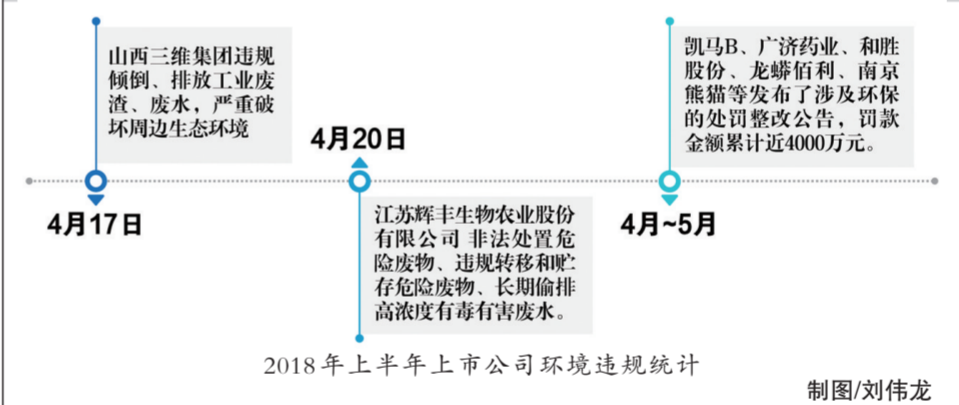 山西三维集团违规
倾倒、排放工业废
渣、废水，严重破
坏周边生态环境
4月17日
4月20日
江苏辉丰生物农业股份
有限公司 非法处置危
险废物、违规转移和贮
存危险废物、长期偷排
高浓度有毒有害废水。
凯马B、广济药业、和胜
股份、龙蟒佰利、南京
熊猫等发布了涉及环保
的处罚整改公告，罚款
金额累计近4000万元。
4月~5月
2018年上半年上市公司环境违规统计
制图/刘伟龙